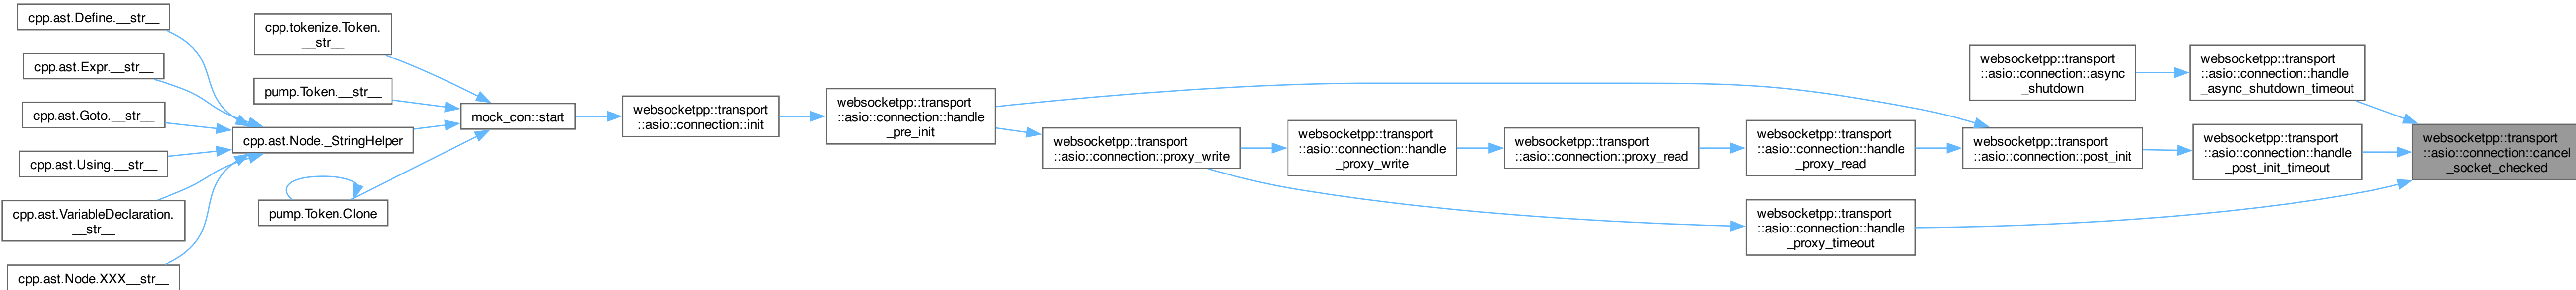 cpp.ast.Define.__str__
cpp.ast.Expr.__str__
cpp.ast.Goto.__str__
cpp.ast.Using.__str__
cpp.ast.VariableDeclaration.
__str__
cpp.ast.Node.XXX__str__
cpp.tokenize.Token.
__str__
pump.Token.__str__
cpp.ast.Node._StringHelper
pump.Token.Clone
mock_con::start
websocketpp::transport
::asio::connection::init
websocketpp::transport
::asio::connection::handle
_pre_init
websocketpp::transport
::asio::connection::proxy_write
websocketpp::transport
::asio::connection::handle
_proxy_write
websocketpp::transport
::asio::connection::proxy_read
websocketpp::transport
::asio::connection::handle
_proxy_read
websocketpp::transport
::asio::connection::handle
_proxy_timeout
websocketpp::transport
::asio::connection::async
_shutdown
websocketpp::transport
::asio::connection::post_init
websocketpp::transport
::asio::connection::handle
_async_shutdown_timeout
websocketpp::transport
::asio::connection::handle
_post_init_timeout
websocketpp::transport
::asio::connection::cancel
_socket_checked